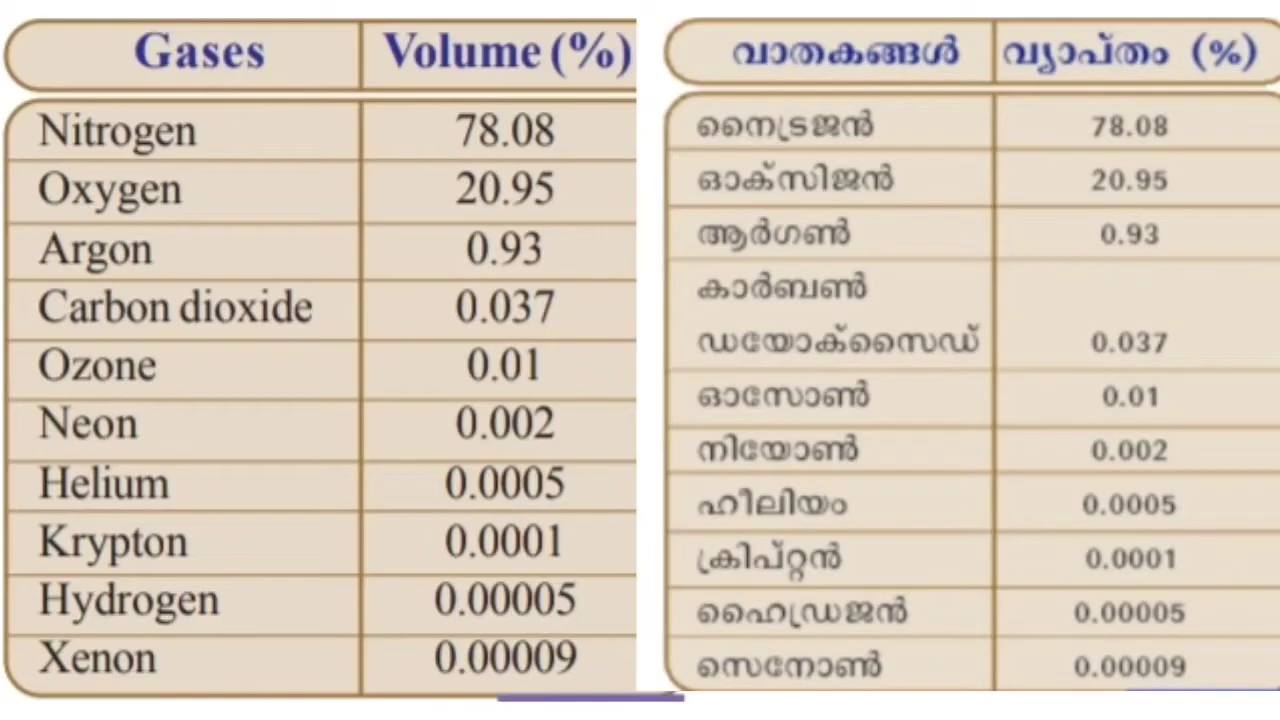 Gases Volume (%)
Nitrogen 78.08
Oxygen 20.95
Argon 0.93
Carbon dioxide 0.037
Ozone 0.01
Neon 0.002
Helium 0.0005
Krypton 0.0001
Hydrogen 0.00005
Xenon 0.00009
വാതകങ്ങൾ വ്യാപ്തം (%)
നൈട്രജൻ 78.08
ഓക്സിജൻ 20.95
ആർഗൺ 0.93
കാർബൺ
ഡയോക്സൈഡ് 0.037
ഓസോൺ 0.01
നിയോൺ 0.002
ഹീലിയം 0.0005
ക്രിപ്റ്റൻ 0.0001
ഹൈഡ്രജൻ 0.00005
സെനോൺ 0.00009